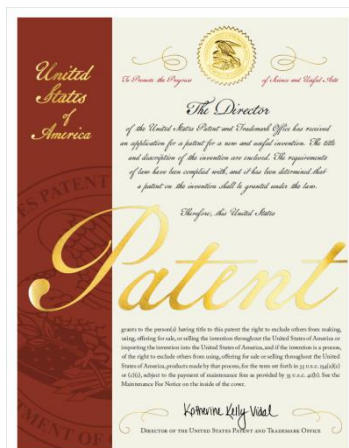 United
States
of
America
To Promote the Progress
of Science and Useful Arts
The Director
of the United States Patent and Trademark Office has received
an application for a patent for a new and useful invention. The title
and description of the invention are enclosed. The requirements
of law have been complied with, and it has been determined that
a patent on the invention shall be granted under the law.
Therefore, this United States
Patent
grants to the person(s) having title to this patent the right to exclude others from making,
using, offering for sale, or selling the invention throughout the United States of America or
importing the invention into the United States of America, and if the invention is a process,
of the right to exclude others from using, offering for sale or selling throughout the United
States of America, products made by that process, for the term set forth in 35 U.S.C. 154(a)(2)
or (c)(1), subject to the payment of maintenance fees as provided by 35 U.S.C. 41(b). See the
Maintenance Fee Notice on the inside of the cover.
Katherine Kelly Vidal
Director of the United States Patent and Trademark Office